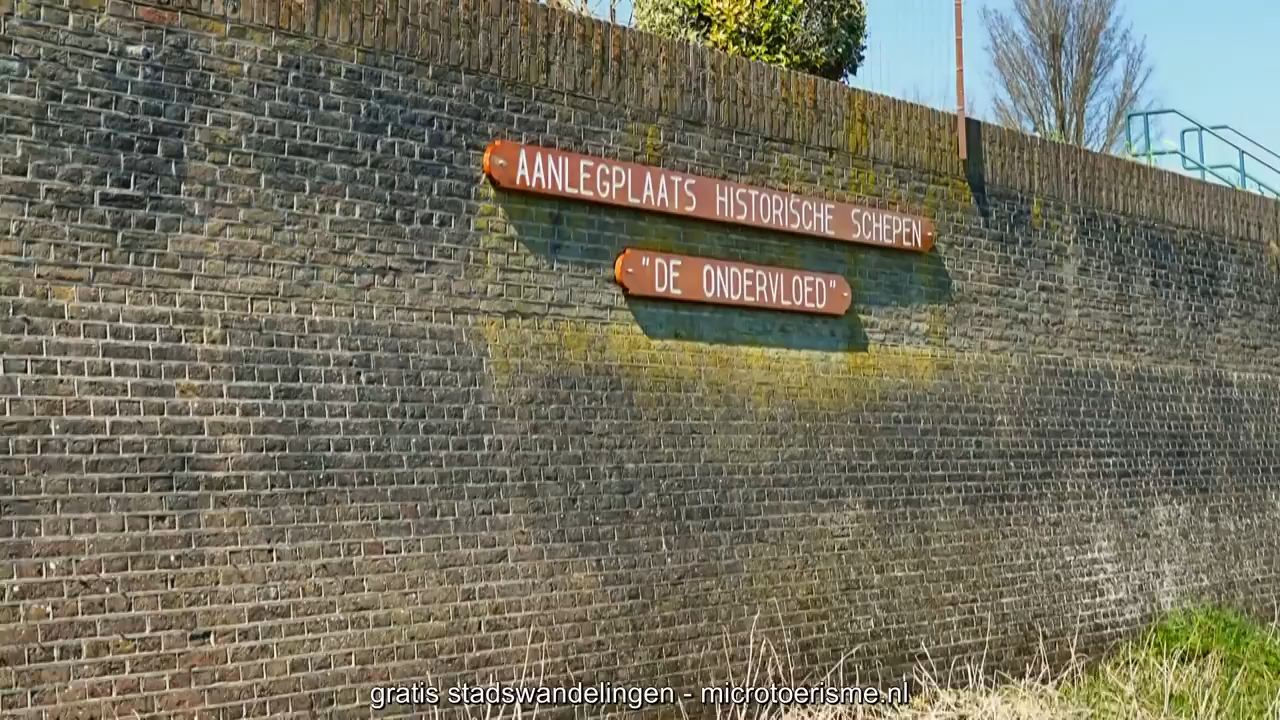 AANLEGPLAATS HISTORISCHE SCHEPEN
"DE ONDERVLOED"
gratis stadswandelingen - microtoerisme.nl